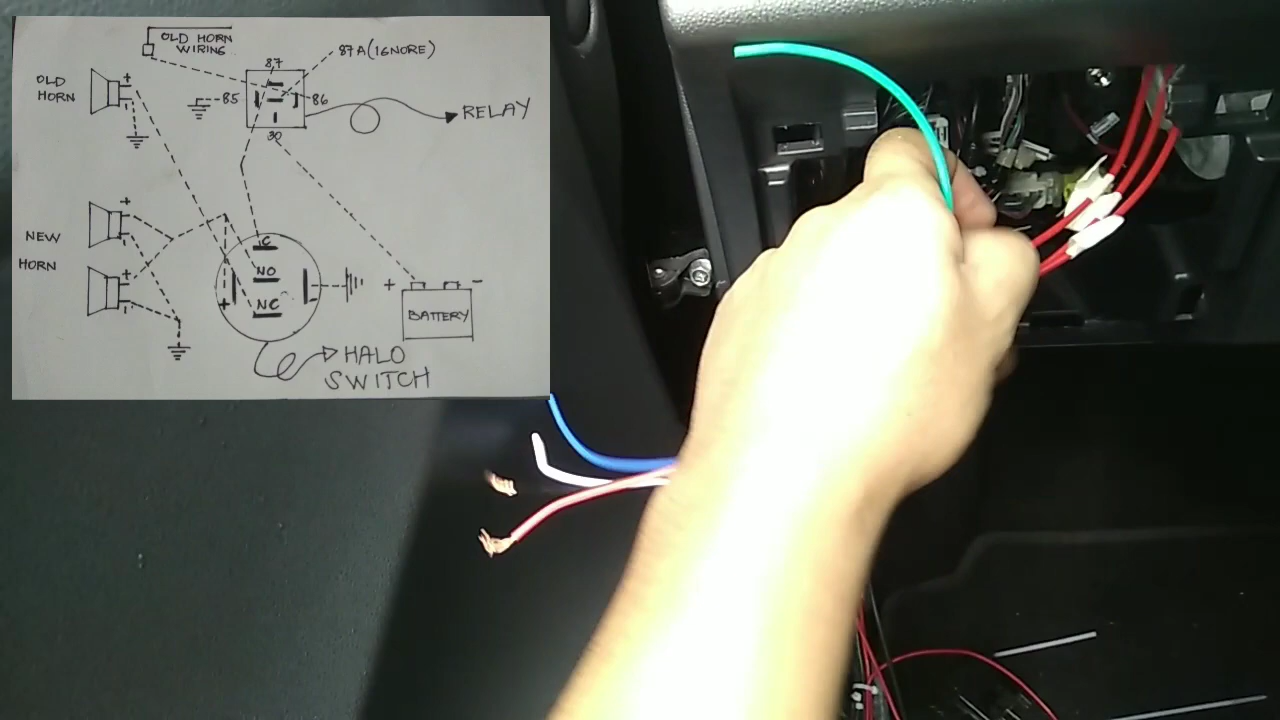 OLD HORN
WIRING
87A (IGNORE)
87
OLD
HORN
+
-
85
86
RELAY
30
NEW
HORN
+
-
+
-
C
NO
NC
+
-
+
-
BATTERY
HALO
SWITCH